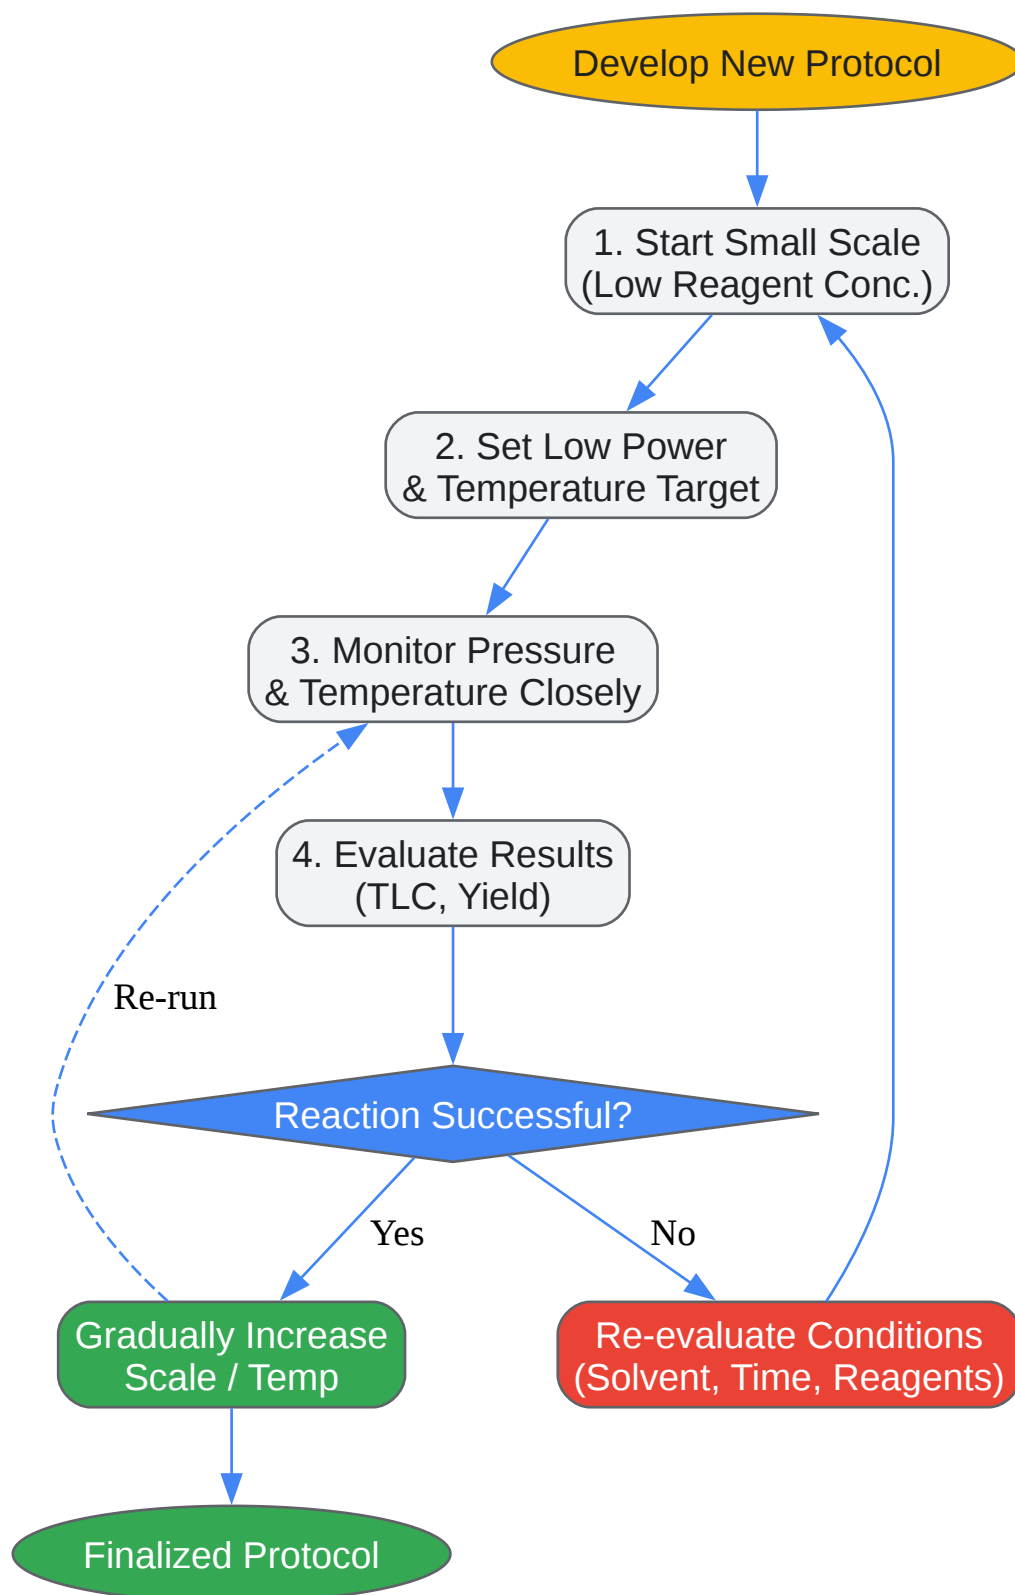 Develop New Protocol
1. Start Small Scale
(Low Reagent Conc.)
2. Set Low Power
& Temperature Target
3. Monitor Pressure
& Temperature Closely
4. Evaluate Results
(TLC, Yield)
Re-run
Reaction Successful?
Yes
No
Gradually Increase
Scale / Temp
Re-evaluate Conditions
(Solvent, Time, Reagents)
Finalized Protocol